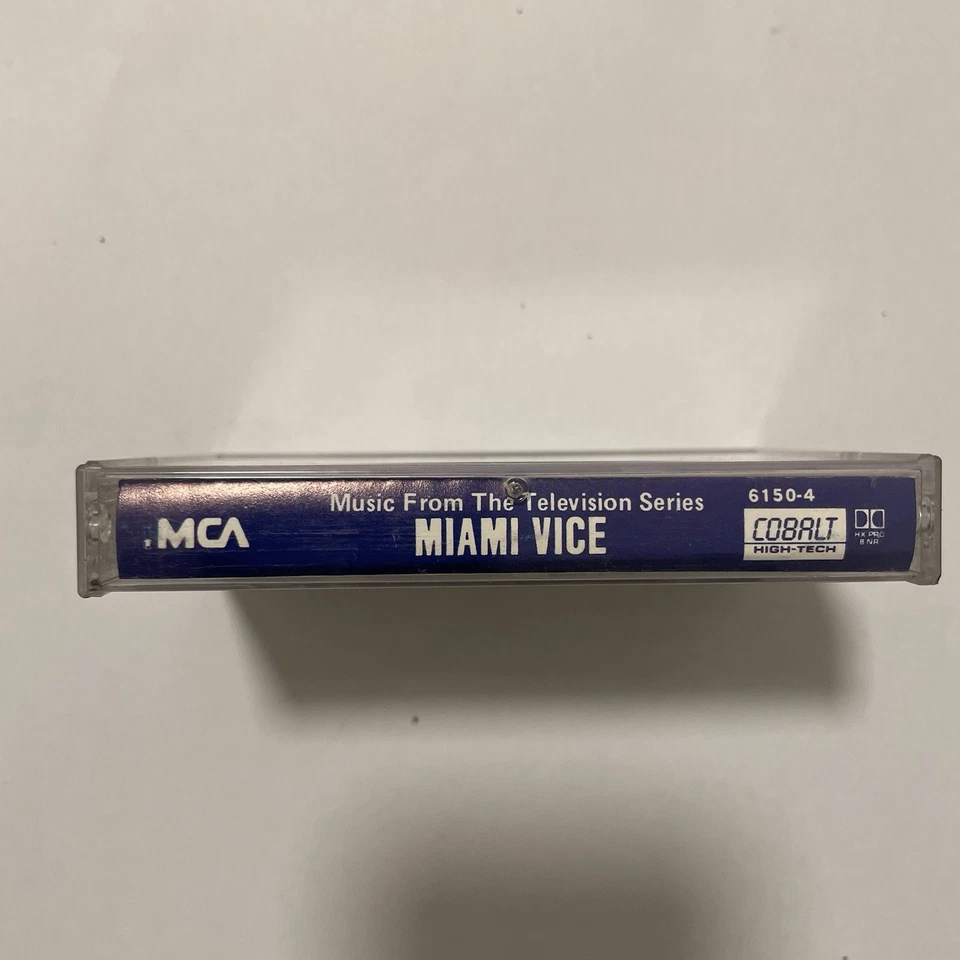 MCA
Music From The Television Series
MIAMI VICE
6150-4
COBALT
HIGH-TECH
HX PRO
B NR